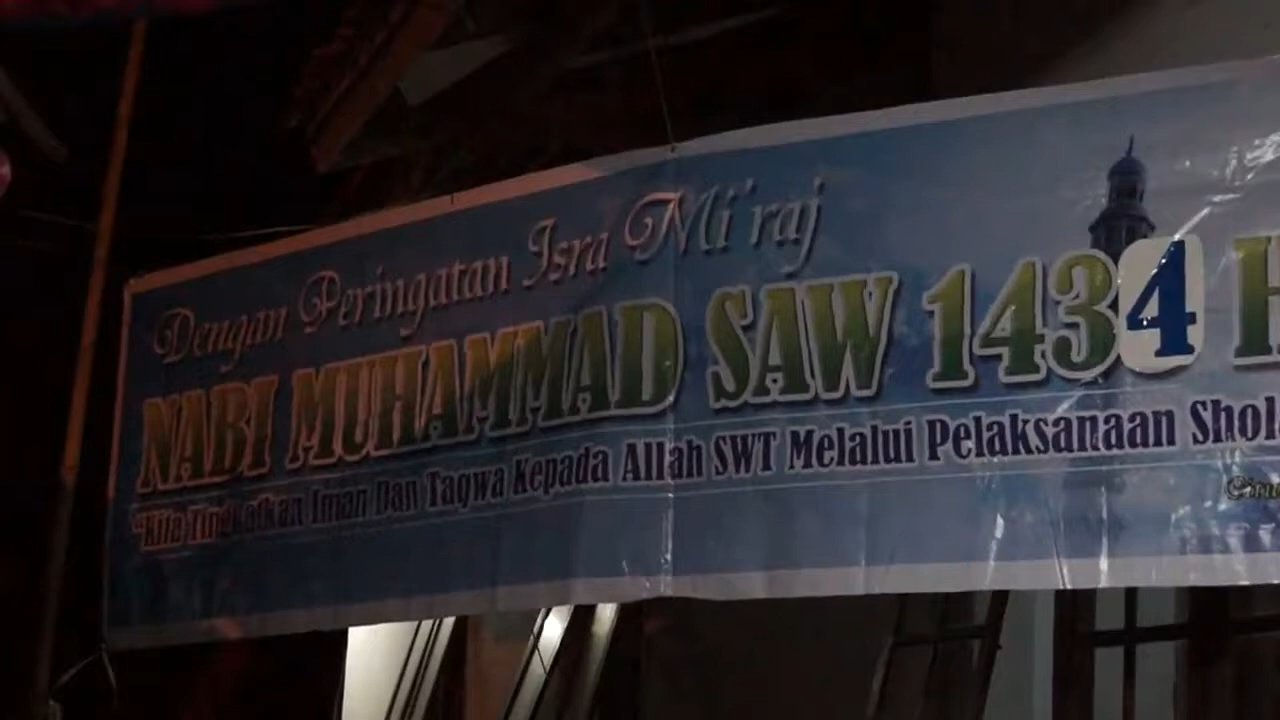 Dengan Peringatan Isra Mi'raj
NABI MUHAMMAD SAW 1434 H
"Kita Tingkatkan Iman Dan Taqwa Kepada Allah SWT Melalui Pelaksanaan Shol